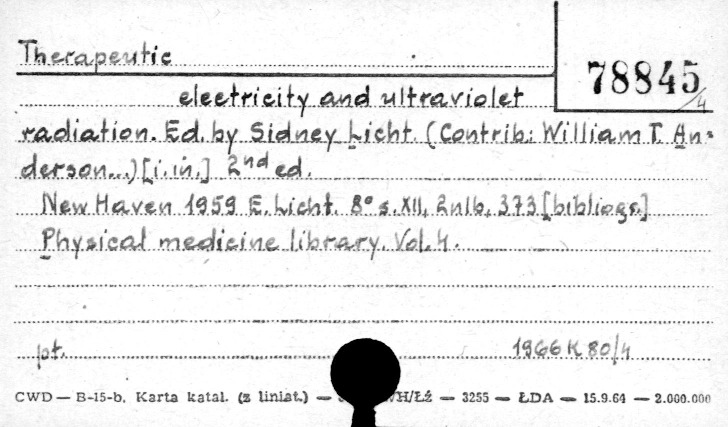 Therapeutic
78845
/4
electricity and ultraviolet
radiation. Ed. by Sidney Licht. (Contrib.: William T. An=
derson...) [i. in.] 2nd ed.
New Haven 1959 E. Licht. 8° s. XII, 2nlb, 373 [bibliogr.]
Physical medicine library. Vol. 4.
pt. 1966 K 80/4
CWD — B-15-b. Karta katal. (z liniat.) — WH/Łź — 3255 — ŁDA — 15.9.64 — 2.000.000